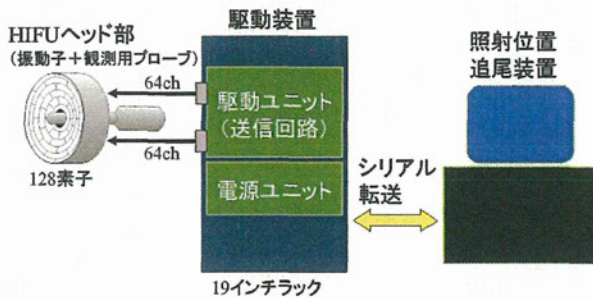 HIFUヘッド部
(振動子＋観測用プローブ)
64ch
64ch
128素子
駆動装置
駆動ユニット
(送信回路)
電源ユニット
19インチラック
シリアル
転送
照射位置
追尾装置